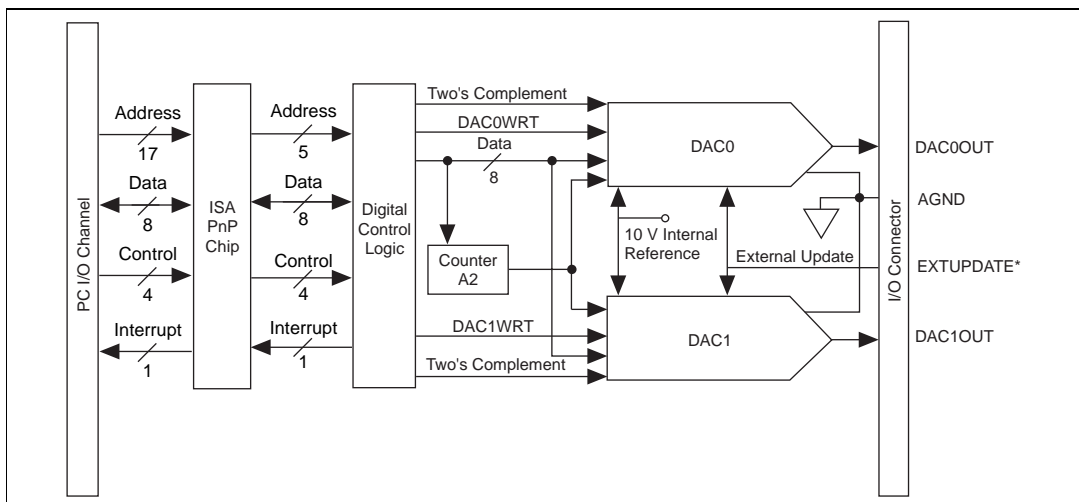 PC I/O Channel
Address
17
Data
8
Control
4
Interrupt
1
ISA
PnP
Chip
Address
5
Data
8
Control
4
Interrupt
1
Digital
Control
Logic
Two's Complement
DAC0WRT
Data
8
Counter
A2
DAC1WRT
Two's Complement
DAC0
10 V Internal
Reference
External Update
DAC1
I/O Connector
DAC0OUT
AGND
EXTUPDATE*
DAC1OUT